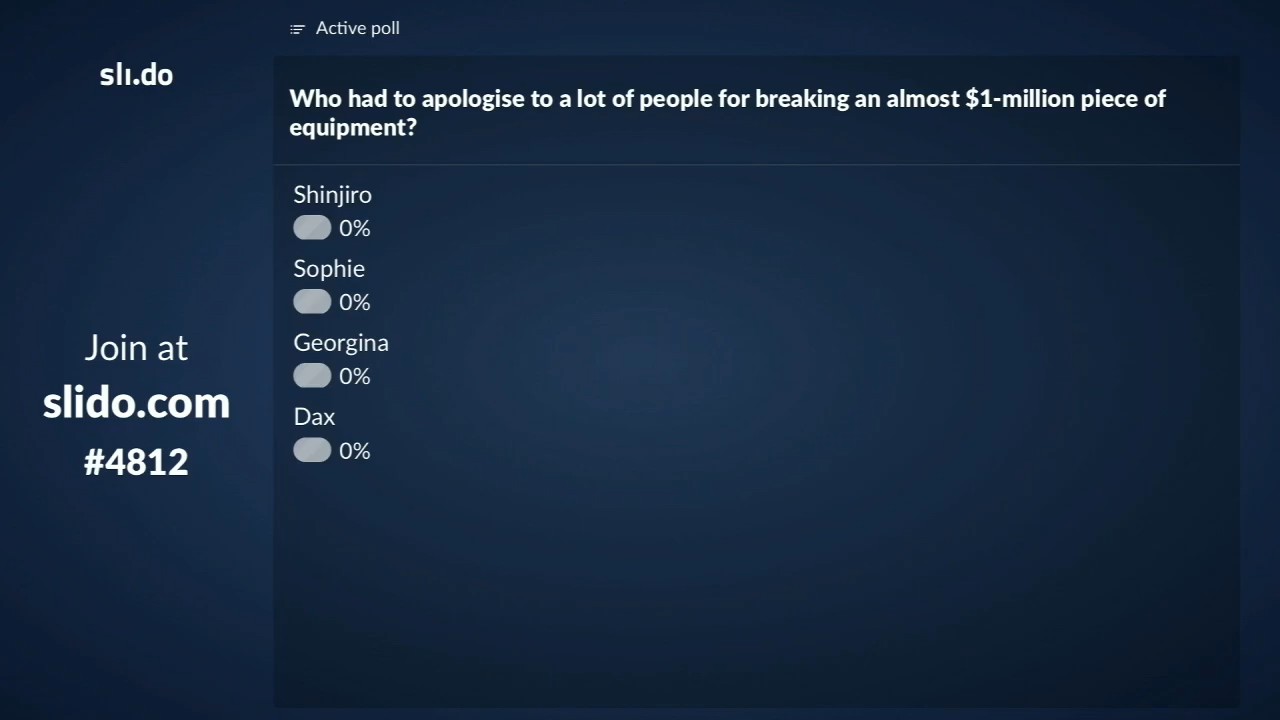 Active poll
sli.do
Who had to apologise to a lot of people for breaking an almost $1-million piece of
equipment?
Shinjiro
0%
Sophie
0%
Georgina
0%
Dax
0%
Join at
slido.com
#4812